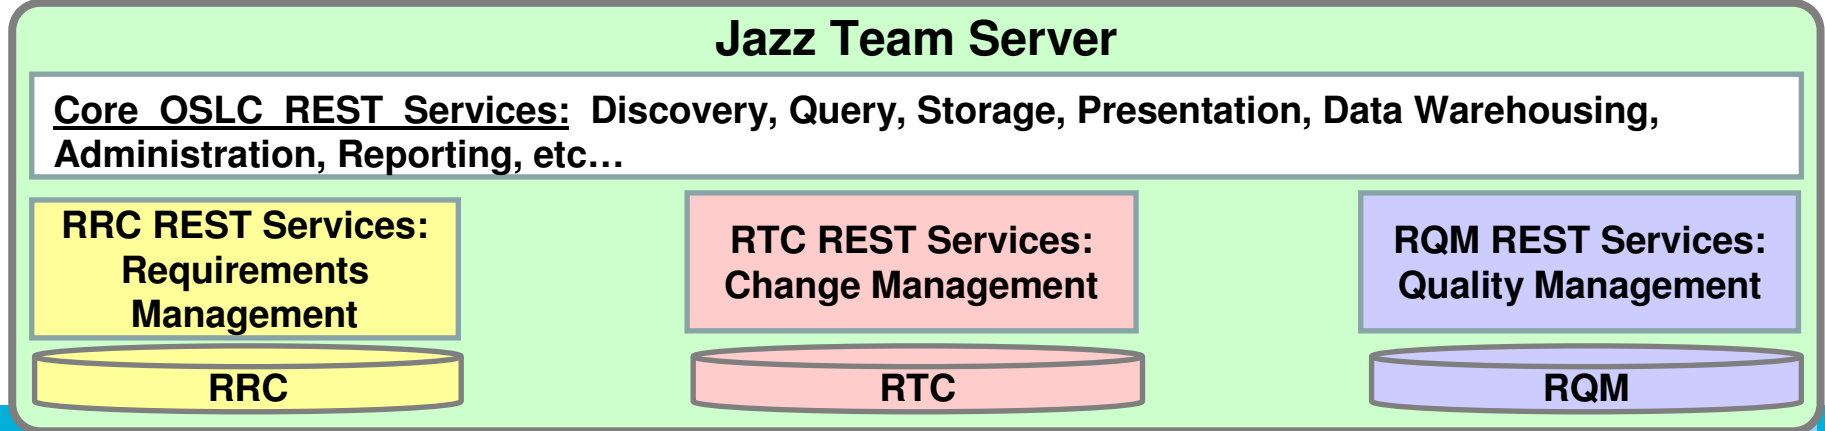 Jazz Team Server
Core OSLC REST Services: Discovery, Query, Storage, Presentation, Data Warehousing,
Administration, Reporting, etc…
RRC REST Services:
Requirements
Management
RTC REST Services:
Change Management
RQM REST Services:
Quality Management
RRC
RTC
RQM